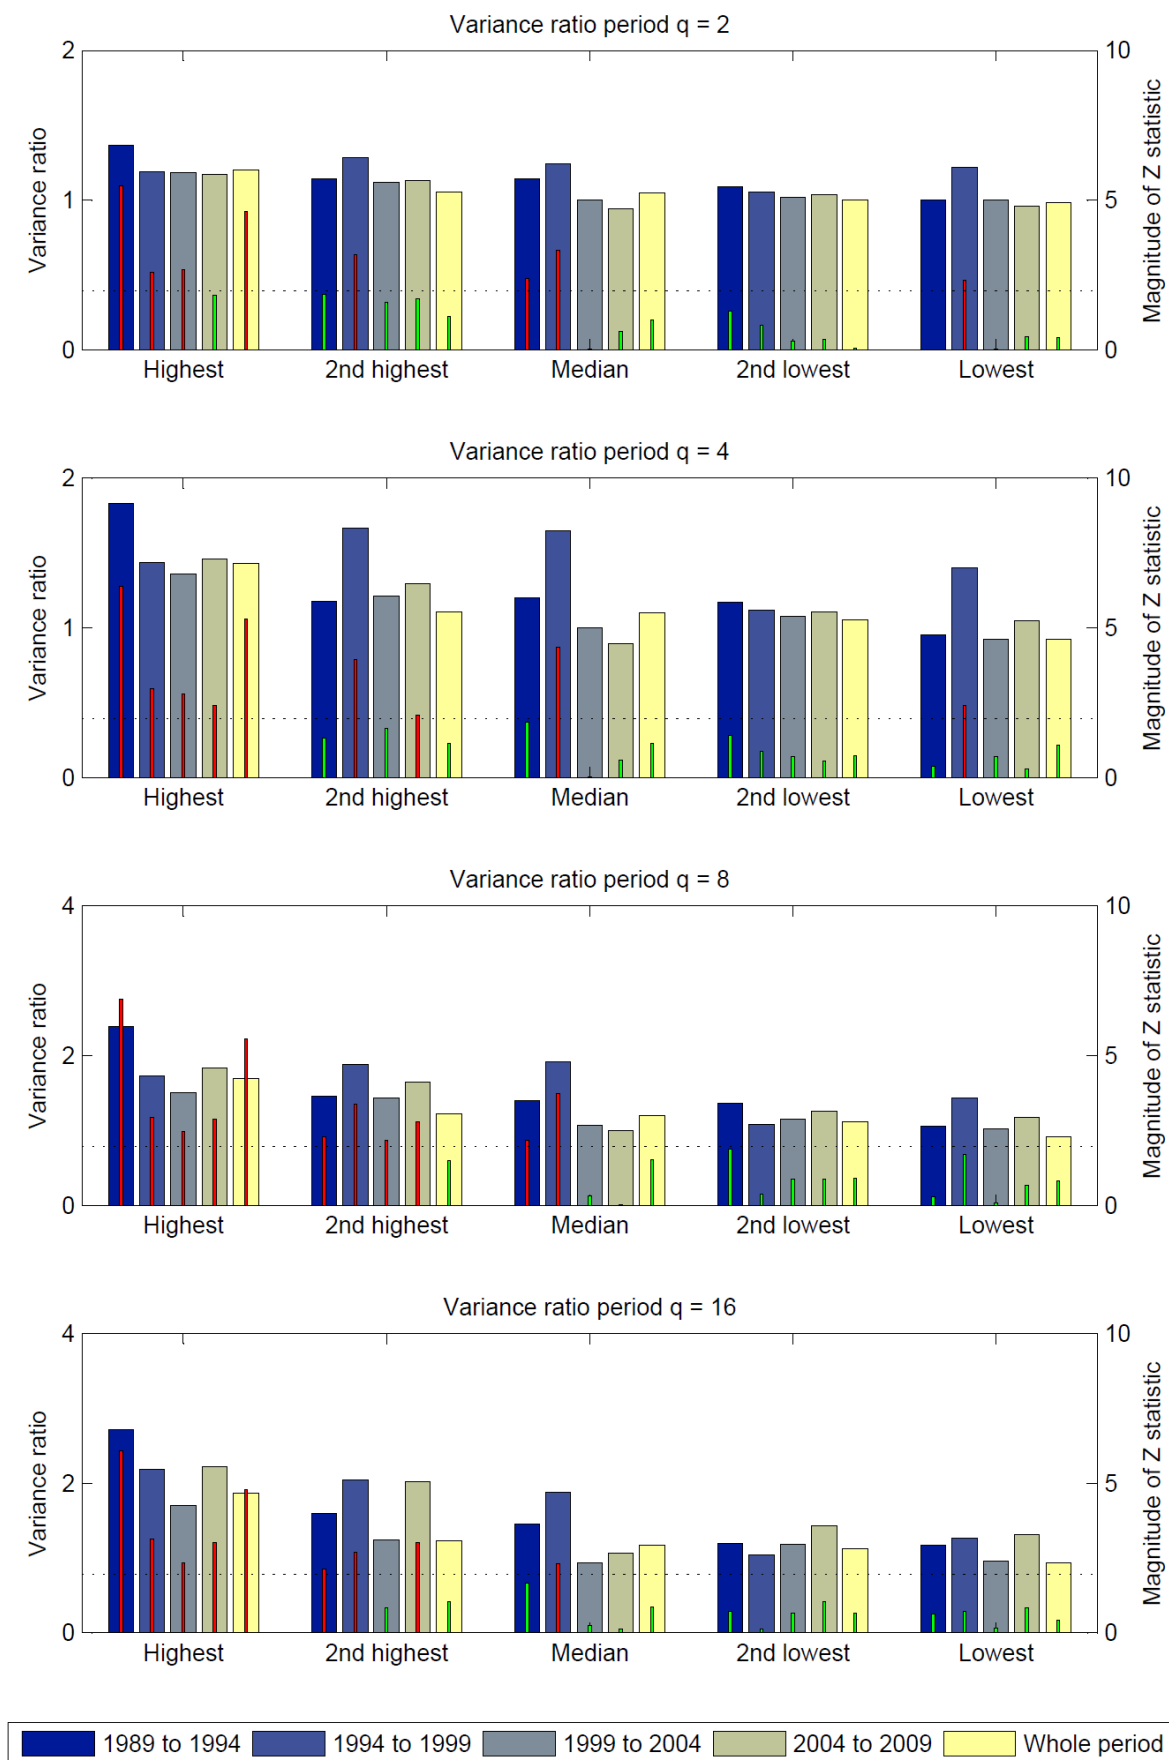 Variance ratio period q = 2
2
1
0
Variance ratio
10
5
0
Magnitude of Z statistic
Highest
2nd highest
Median
2nd lowest
Lowest
Variance ratio period q = 4
2
1
0
Variance ratio
10
5
0
Magnitude of Z statistic
Highest
2nd highest
Median
2nd lowest
Lowest
Variance ratio period q = 8
4
2
0
Variance ratio
10
5
0
Magnitude of Z statistic
Highest
2nd highest
Median
2nd lowest
Lowest
Variance ratio period q = 16
4
2
0
Variance ratio
10
5
0
Magnitude of Z statistic
Highest
2nd highest
Median
2nd lowest
Lowest
1989 to 1994
1994 to 1999
1999 to 2004
2004 to 2009
Whole period